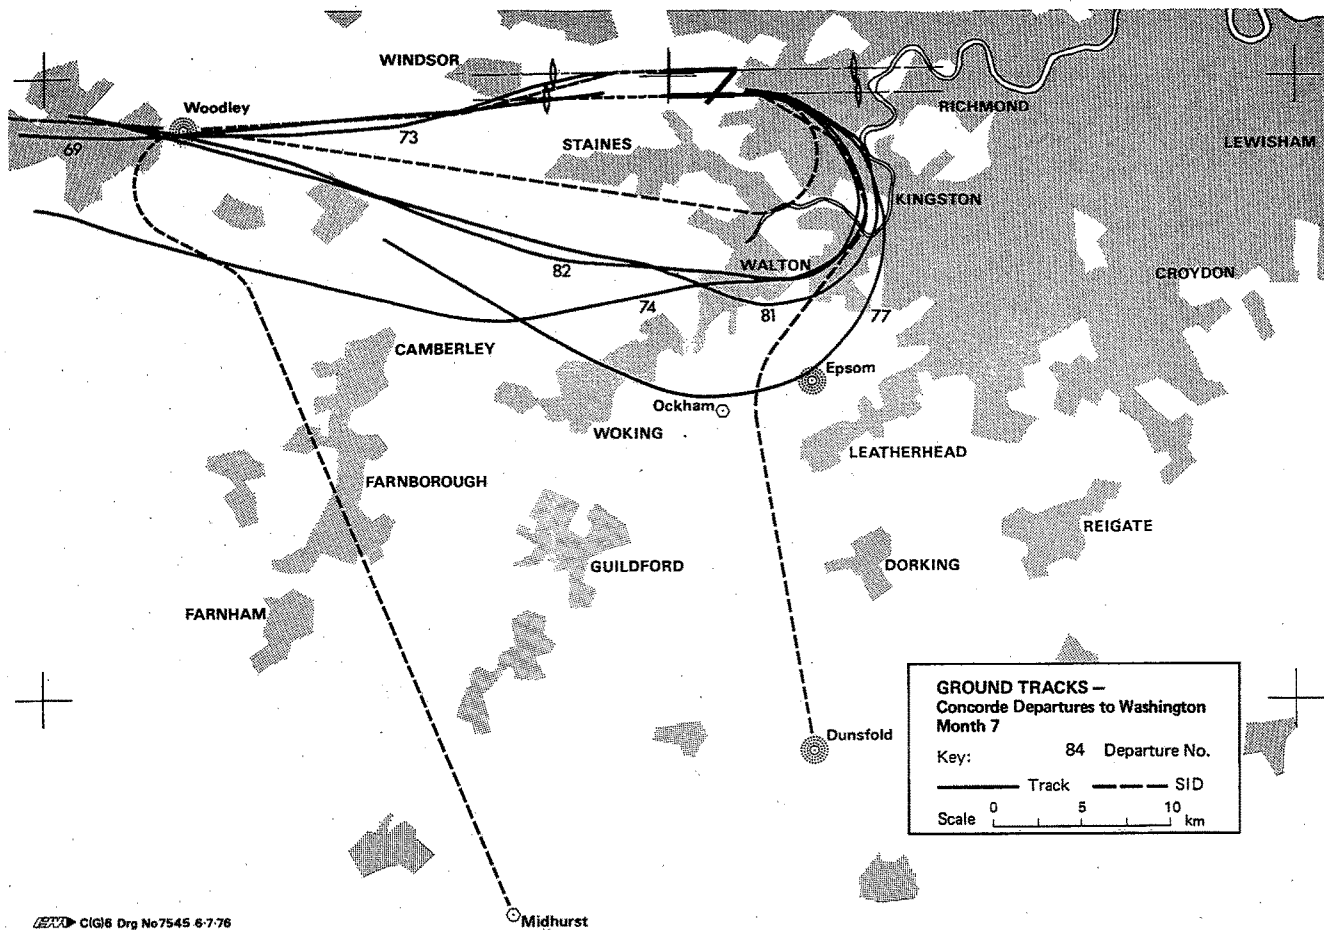 WINDSOR
Woodley
RICHMOND
73
STAINES
LEWISHAM
69
KINGSTON
82
WALTON
CROYDON
74
81
77
CAMBERLEY
Epsom
Ockham
WOKING
LEATHERHEAD
FARNBOROUGH
REIGATE
GUILDFORD
DORKING
FARNHAM
GROUND TRACKS –
Concorde Departures to Washington
Month 7
Key: 84 Departure No.
Track SID
Scale 0 5 10
km
Dunsfold
C(G)6 Drg No 7545 6·7·76
Midhurst